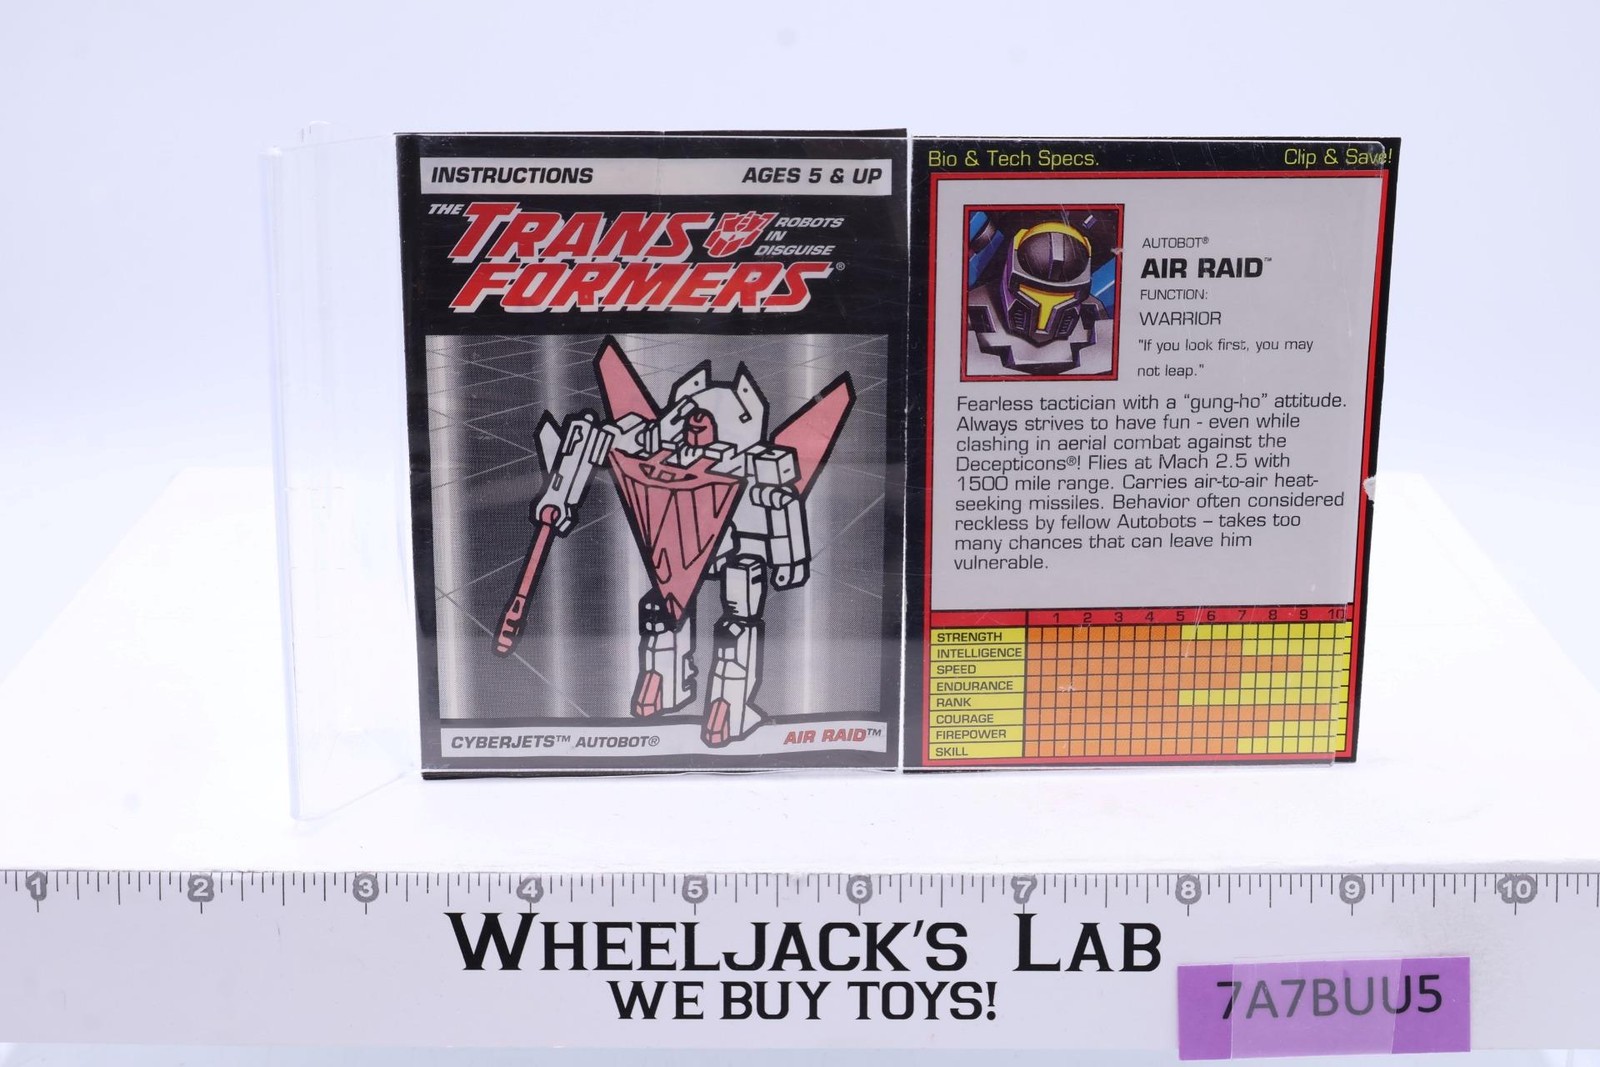 INSTRUCTIONS AGES 5 & UP
THE TRANSFORMERS ROBOTS IN DISGUISE ®
CYBERJETS™ AUTOBOT® AIR RAID™
Bio & Tech Specs. Clip & Save!
AUTOBOT®
AIR RAID™
FUNCTION:
WARRIOR
"If you look first, you may
not leap."
Fearless tactician with a “gung-ho” attitude.
Always strives to have fun - even while
clashing in aerial combat against the
Decepticons®! Flies at Mach 2.5 with
1500 mile range. Carries air-to-air heat-
seeking missiles. Behavior often considered
reckless by fellow Autobots – takes too
many chances that can leave him
vulnerable.
1 2 3 4 5 6 7 8 9 10
STRENGTH
INTELLIGENCE
SPEED
ENDURANCE
RANK
COURAGE
FIREPOWER
SKILL
1 2 3 4 5 6 7 8 9 10
WHEELJACK'S LAB
WE BUY TOYS!
7A7BUU5